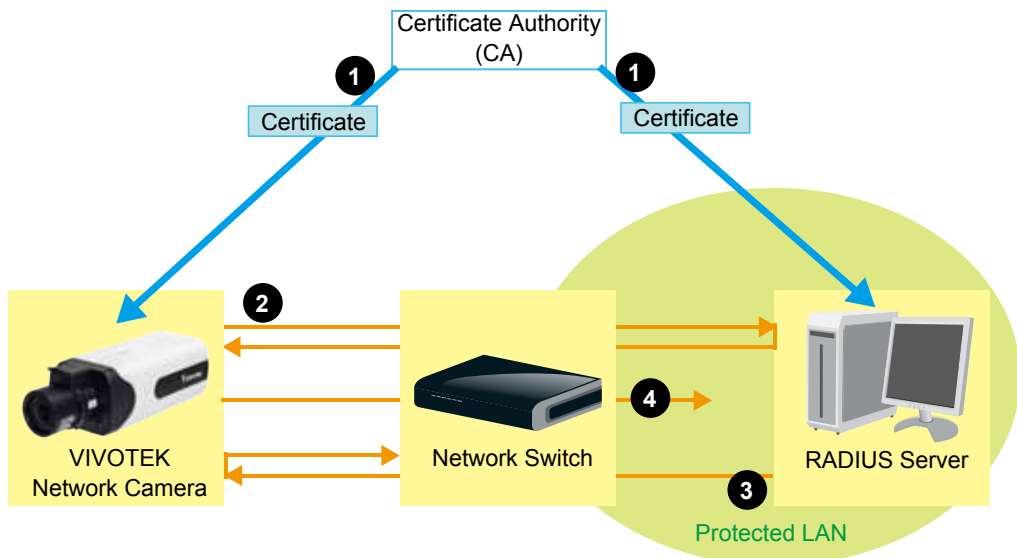 Certificate Authority
(CA)
1
1
Certificate
Certificate
2
4
VIVOTEK
Network Camera
Network Switch
RADIUS Server
3
Protected LAN